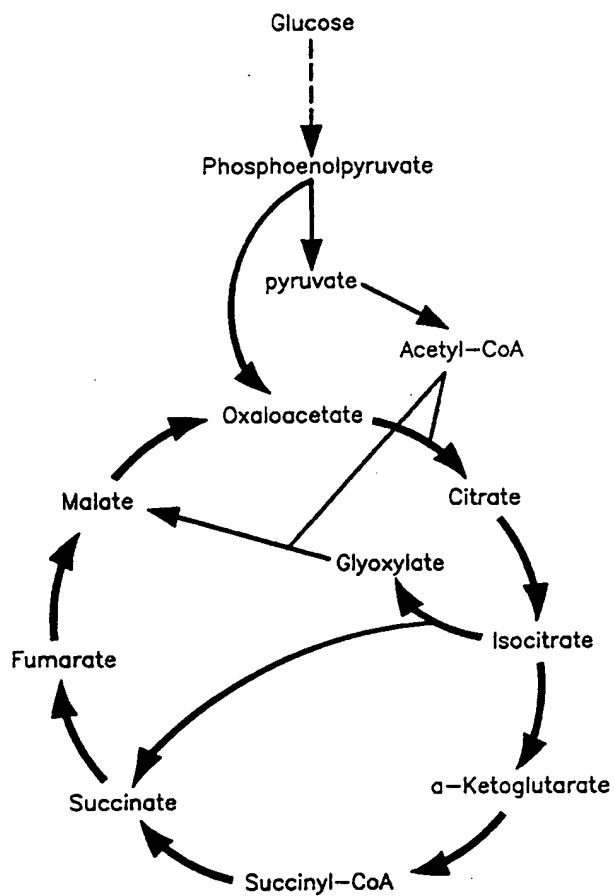 Glucose
Phosphoenolpyruvate
pyruvate
Acetyl-CoA
Oxaloacetate
Malate
Citrate
Glyoxylate
Isocitrate
Fumarate
a-Ketoglutarate
Succinate
Succinyl-CoA